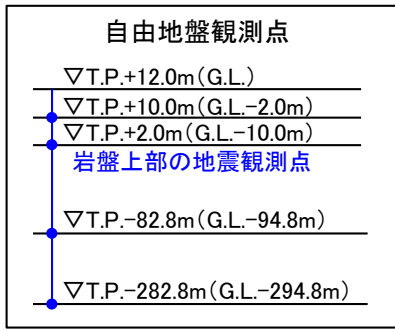 自由地盤観測点
▽T.P.+12.0m(G.L.)
▽T.P.+10.0m(G.L.-2.0m)
▽T.P.+2.0m(G.L.-10.0m)
岩盤上部の地震観測点
▽T.P.-82.8m(G.L.-94.8m)
▽T.P.-282.8m(G.L.-294.8m)